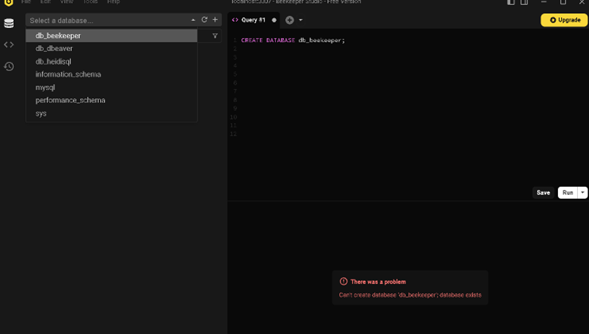 File Edit View Tools Help
localhost:3307 - Beekeeper Studio - Free Version
Select a database...
db_beekeeper
db_dbeaver
db_heidisql
information_schema
mysql
performance_schema
sys
Query #1
Upgrade
1 CREATE DATABASE db_beekeeper;
2
3
4
5
6
7
8
9
10
11
12
Save
Run
There was a problem
Can't create database 'db_beekeeper'; database exists